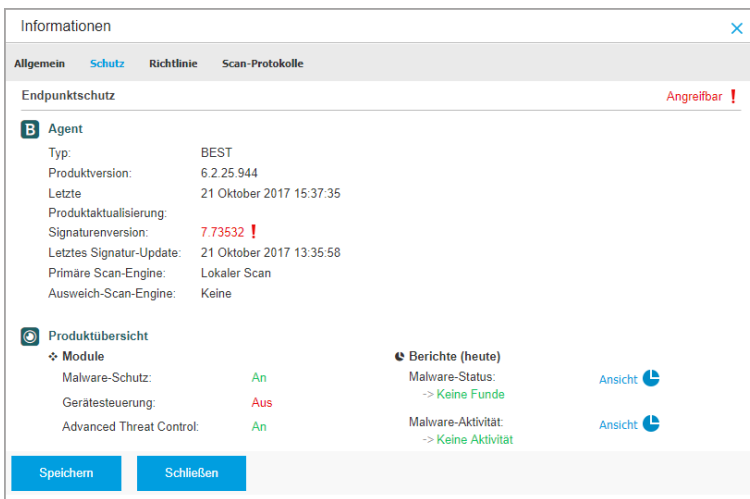 Informationen
Allgemein Schutz Richtlinie Scan-Protokolle
Endpunktschutz Angreifbar !
B Agent
Typ: BEST
Produktversion: 6.2.25.944
Letzte 21 Oktober 2017 15:37:35
Produktaktualisierung:
Signaturenversion: 7.73532 !
Letztes Signatur-Update: 21 Oktober 2017 13:35:58
Primäre Scan-Engine: Lokaler Scan
Ausweich-Scan-Engine: Keine
Produktübersicht
Module
Malware-Schutz: An
Gerätesteuerung: Aus
Advanced Threat Control: An
Berichte (heute)
Malware-Status: Ansicht
-> Keine Funde
Malware-Aktivität: Ansicht
-> Keine Aktivität
Speichern Schließen